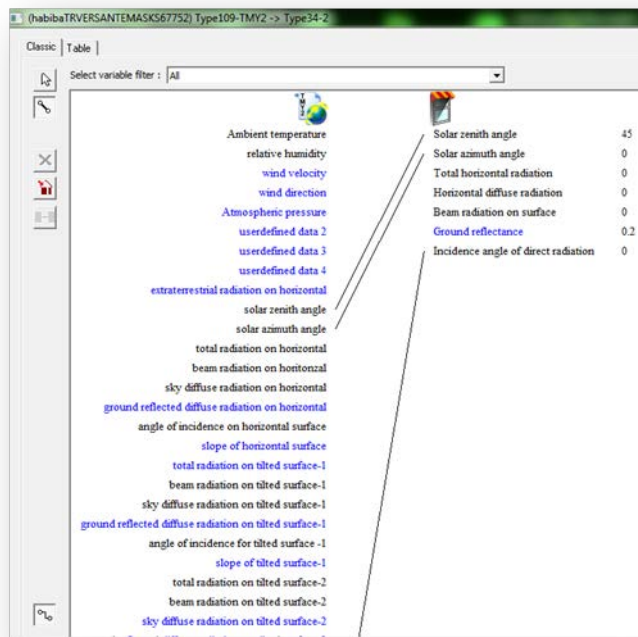 (habibaTRVERSANTEMASKS67752) Type109-TMY2 -> Type34-2
Classic Table
Select variable filter : All
TMY2
Ambient temperature
relative humidity
wind velocity
wind direction
Atmospheric pressure
userdefined data 2
userdefined data 3
userdefined data 4
extraterrestrial radiation on horizontal
solar zenith angle
solar azimuth angle
total radiation on horizontal
beam radiation on horitonzal
sky diffuse radiation on horizontal
ground reflected diffuse radiation on horizontal
angle of incidence on horizontal surface
slope of horizontal surface
total radiation on tilted surface-1
beam radiation on tilted surface-1
sky diffuse radiation on tilted surface-1
ground reflected diffuse radiation on tilted surface-1
angle of incidence for tilted surface -1
slope of tilted surface-1
total radiation on tilted surface-2
beam radiation on tilted surface-2
sky diffuse radiation on tilted surface-2
Solar zenith angle 45
Solar azimuth angle 0
Total horizontal radiation 0
Horizontal diffuse radiation 0
Beam radiation on surface 0
Ground reflectance 0.2
Incidence angle of direct radiation 0